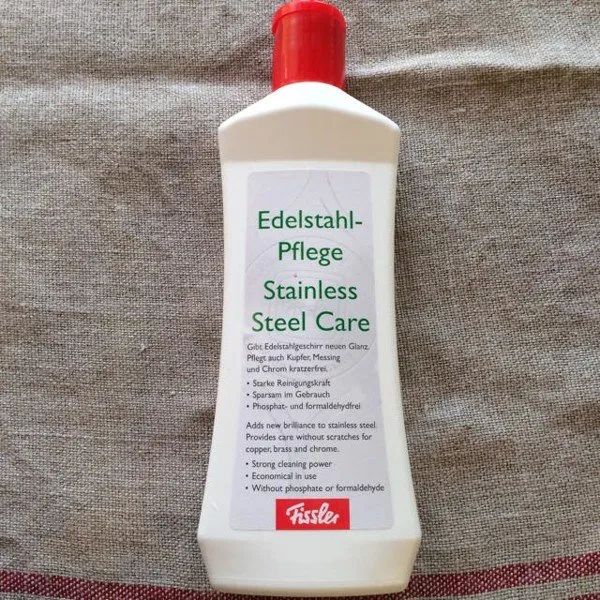 Edelstahl-
Pflege
Stainless
Steel Care
Gibt Edelstahlgeschirr neuen Glanz.
Pflegt auch Kupfer, Messing
und Chrom kratzerfrei.
• Starke Reinigungskraft
• Sparsam im Gebrauch
• Phosphat- und formaldehydfrei
Adds new brilliance to stainless steel.
Provides care without scratches for
copper, brass and chrome.
• Strong cleaning power
• Economical in use
• Without phosphate or formaldehyde
Fissler